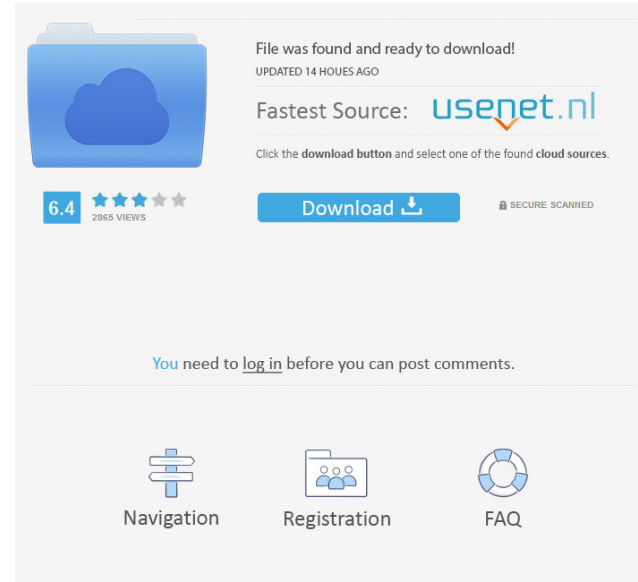 File was found and ready to download!
UPDATED 14 HOUES AGO
Fastest Source: usenet.nl
Click the download button and select one of the found cloud sources.
6.4
2865 VIEWS
Download
SECURE SCANNED
You need to log in before you can post comments.
Navigation
Registration
FAQ